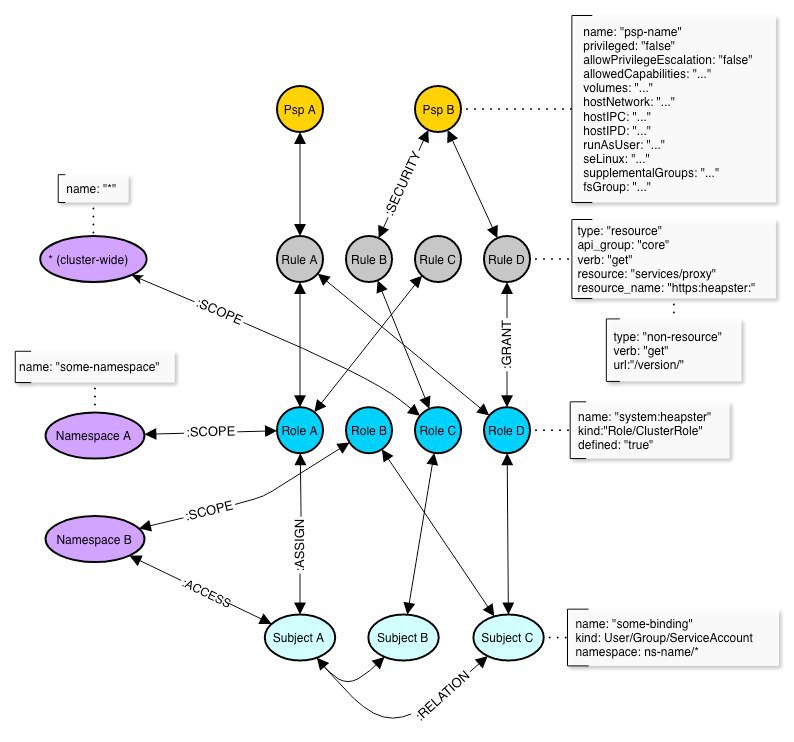 name: "psp-name"
privileged: "false"
allowPrivilegeEscalation: "false"
allowedCapabilities: "..."
volumes: "..."
hostNetwork: "..."
hostIPC: "..."
hostIPD: "..."
runAsUser: "..."
seLinux: "..."
supplementalGroups: "..."
fsGroup: "..."
Psp A
Psp B
:SECURITY
name: "*"
* (cluster-wide)
Rule A
Rule B
Rule C
Rule D
type: "resource"
api_group: "core"
verb: "get"
resource: "services/proxy"
resource_name: "https:heapster:"
:SCOPE
:GRANT
type: "non-resource"
verb: "get"
url:"/version/"
name: "some-namespace"
Namespace A
:SCOPE
Role A
Role B
Role C
Role D
name: "system:heapster"
kind:"Role/ClusterRole"
defined: "true"
:SCOPE
:ASSIGN
Namespace B
:ACCESS
Subject A
Subject B
Subject C
name: "some-binding"
kind: User/Group/ServiceAccount
namespace: ns-name/*
:RELATION